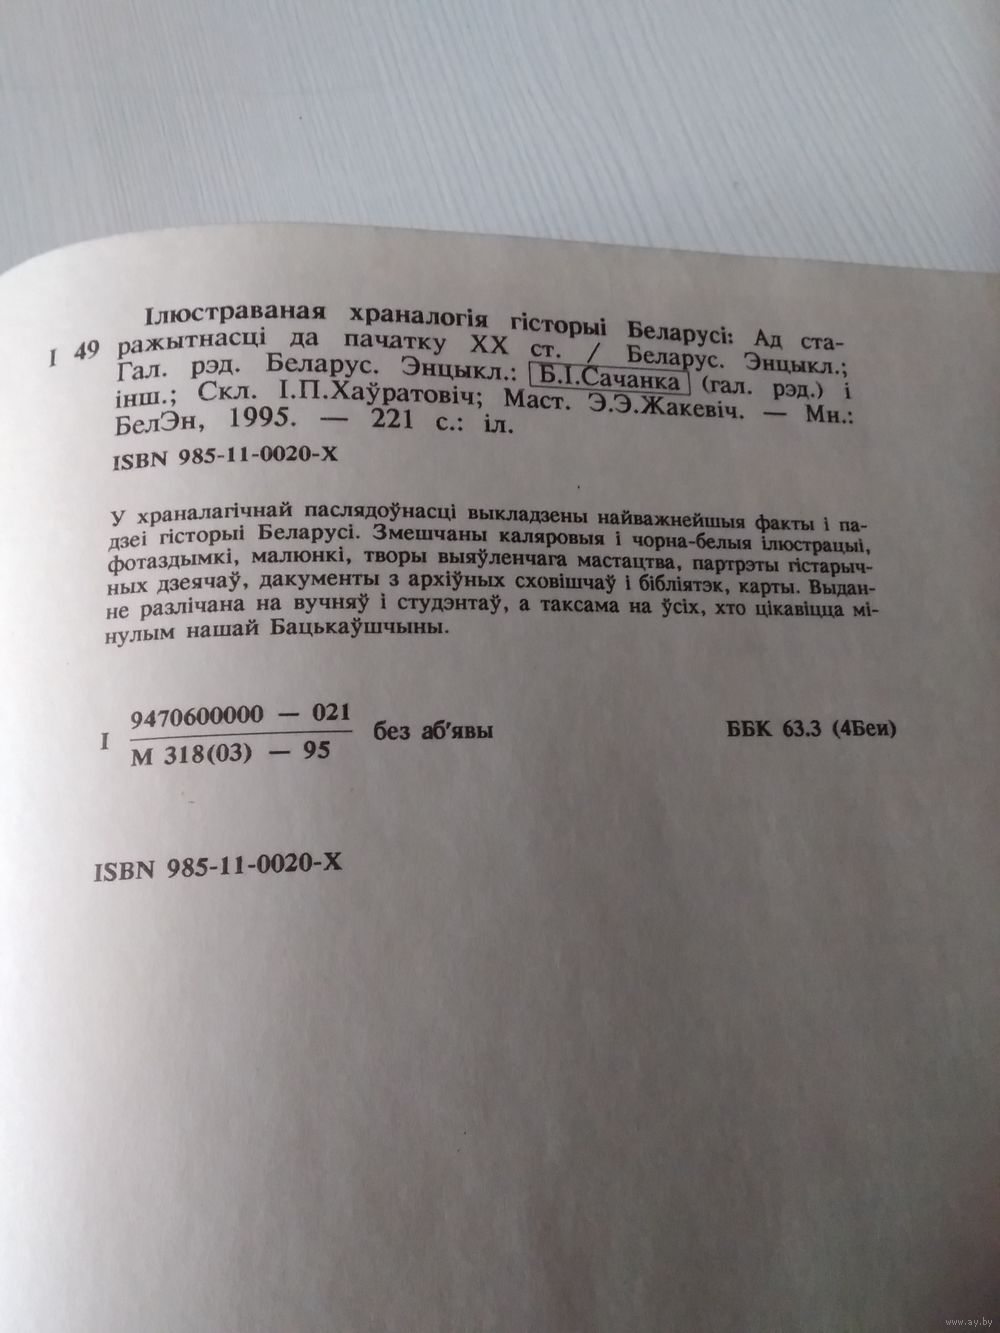 Ілюстраваная храналогія гісторыі Беларусі: Ад ста-
І 49 ражытнасці да пачатку XX ст. / Беларус. Энцыкл.;
Гал. рэд. Беларус. Энцыкл.: Б.І.Сачанка (гал. рэд.) і
інш.; Скл. І.П.Хаўратовіч; Маст. Э.Э.Жакевіч. — Мн.:
БелЭн, 1995. — 221 с.: іл.
ISBN 985-11-0020-X
У храналагічнай паслядоўнасці выкладзены найважнейшыя факты і па-
дзеі гісторыі Беларусі. Змешчаны каляровыя і чорна-белыя ілюстрацыі,
фотаздымкі, малюнкі, творы выяўленчага мастацтва, партрэты гістарыч-
ных дзеячаў, дакументы з архіўных сховішчаў і бібліятэк, карты. Выдан-
не разлічана на вучняў і студэнтаў, а таксама на ўсіх, хто цікавіцца мі-
нулым нашай Бацькаўшчыны.
І 9470600000 — 021
М 318(03) — 95 без аб'явы ББК 63.3 (4Беи)
ISBN 985-11-0020-X
www.ay.by